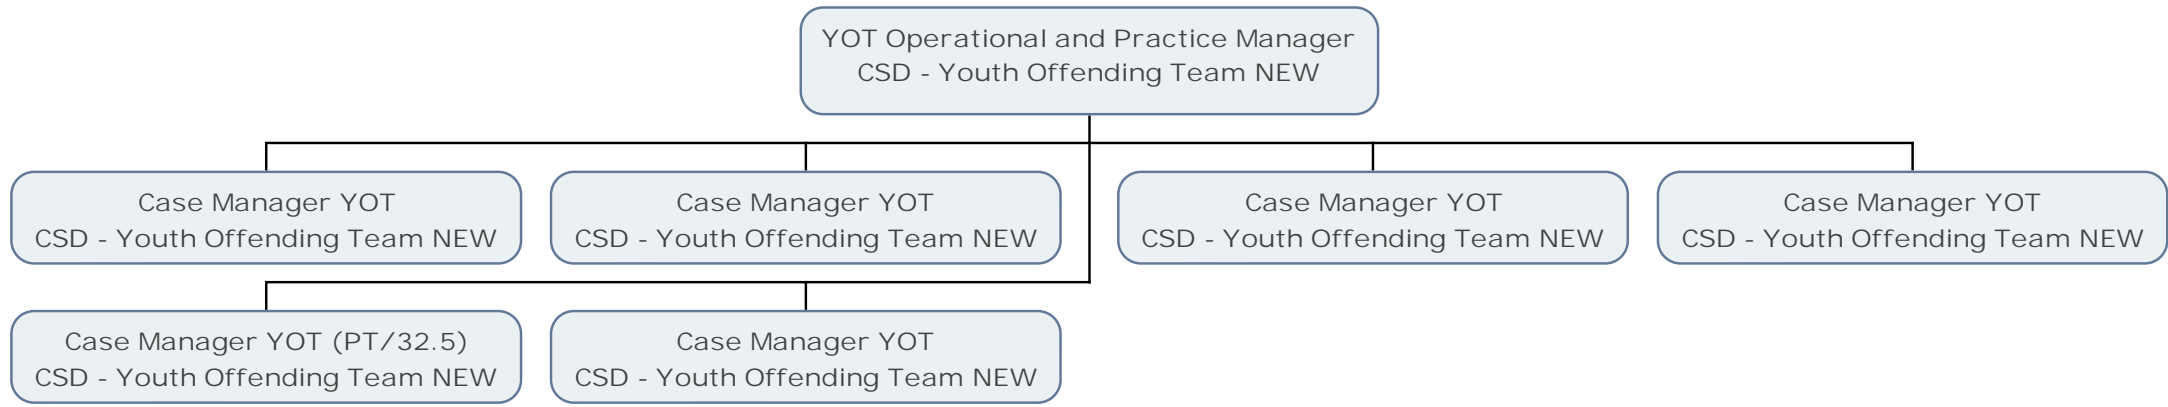 YOT Operational and Practice Manager
CSD - Youth Offending Team NEW
Case Manager YOT
CSD - Youth Offending Team NEW
Case Manager YOT
CSD - Youth Offending Team NEW
Case Manager YOT
CSD - Youth Offending Team NEW
Case Manager YOT
CSD - Youth Offending Team NEW
Case Manager YOT (PT/32.5)
CSD - Youth Offending Team NEW
Case Manager YOT
CSD - Youth Offending Team NEW